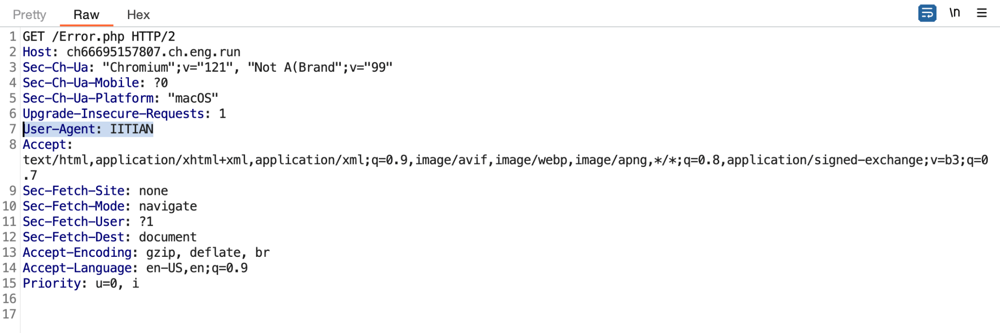 Pretty Raw Hex \n
1 GET /Error.php HTTP/2
2 Host: ch66695157807.ch.eng.run
3 Sec-Ch-Ua: "Chromium";v="121", "Not A(Brand";v="99"
4 Sec-Ch-Ua-Mobile: ?0
5 Sec-Ch-Ua-Platform: "macOS"
6 Upgrade-Insecure-Requests: 1
7 User-Agent: IITIAN
8 Accept:
text/html,application/xhtml+xml,application/xml;q=0.9,image/avif,image/webp,image/apng,*/*;q=0.8,application/signed-exchange;v=b3;q=0
.7
9 Sec-Fetch-Site: none
10 Sec-Fetch-Mode: navigate
11 Sec-Fetch-User: ?1
12 Sec-Fetch-Dest: document
13 Accept-Encoding: gzip, deflate, br
14 Accept-Language: en-US,en;q=0.9
15 Priority: u=0, i
16
17